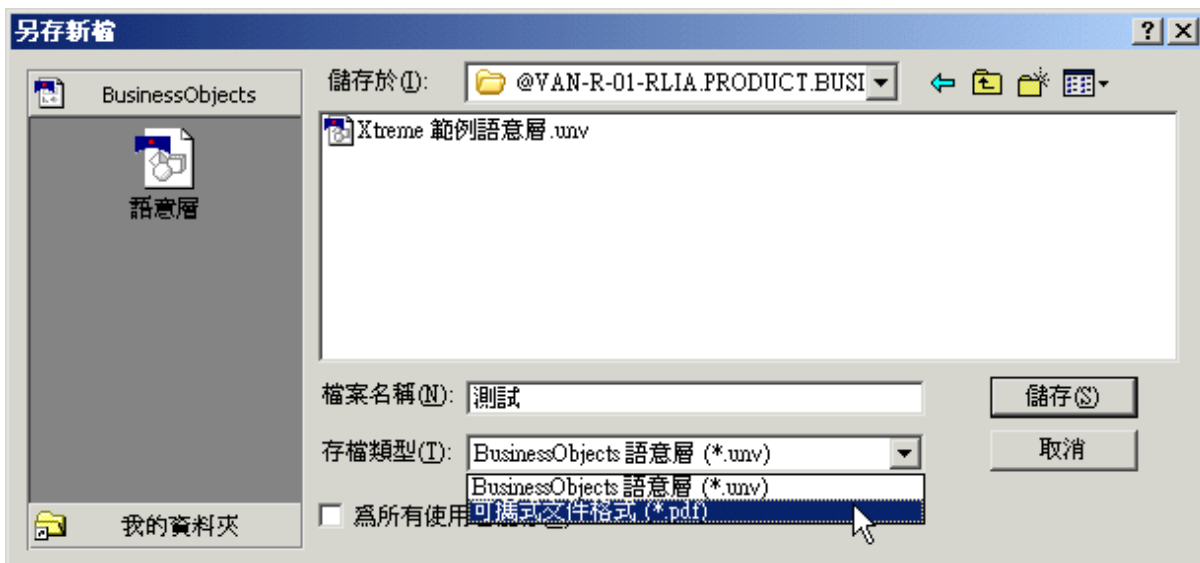 另存新檔
BusinessObjects
語意層
我的資料夾
儲存於(I):
@VAN-R-01-RLIA.PRODUCT.BUSI
Xtreme 範例語意層.unv
檔案名稱(N):
測試
儲存(S)
存檔類型(T):
BusinessObjects 語意層 (*.unv)
取消
BusinessObjects 語意層 (*.unv)
可攜式文件格式 (*.pdf)
爲所有使用